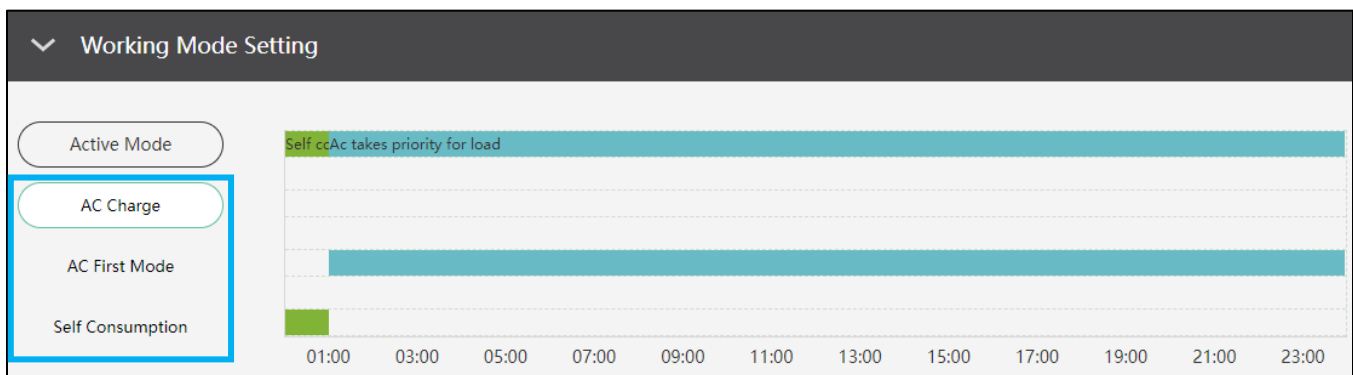 Working Mode Setting
Active Mode
Self cc
Ac takes priority for load
AC Charge
AC First Mode
Self Consumption
01:00 03:00 05:00 07:00 09:00 11:00 13:00 15:00 17:00 19:00 21:00 23:00